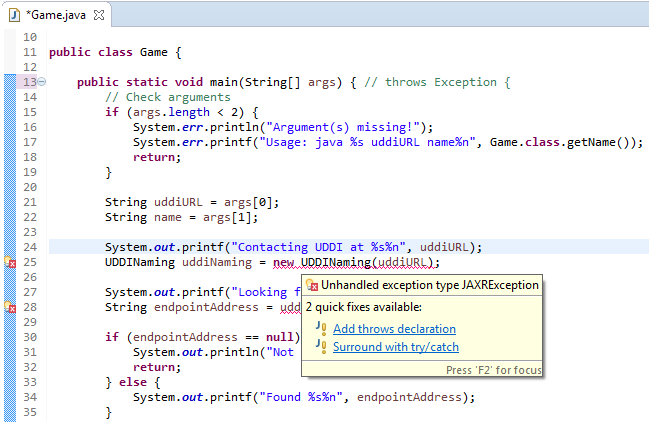 *Game.java
10
11 public class Game {
12
13 public static void main(String[] args) { // throws Exception {
14 // Check arguments
15 if (args.length < 2) {
16 System.err.println("Argument(s) missing!");
17 System.err.printf("Usage: java %s uddiURL name%n", Game.class.getName());
18 return;
19 }
20
21 String uddiURL = args[0];
22 String name = args[1];
23
24 System.out.printf("Contacting UDDI at %s%n", uddiURL);
25 UDDINaming uddiNaming = new UDDINaming(uddiURL);
26
27 System.out.printf("Looking f
28 String endpointAddress = udd
29
30 if (endpointAddress == null)
31 System.out.println("Not
32 return;
33 } else {
34 System.out.printf("Found %s%n", endpointAddress);
35 }
Unhandled exception type JAXRException
2 quick fixes available:
Add throws declaration
Surround with try/catch
Press 'F2' for focus